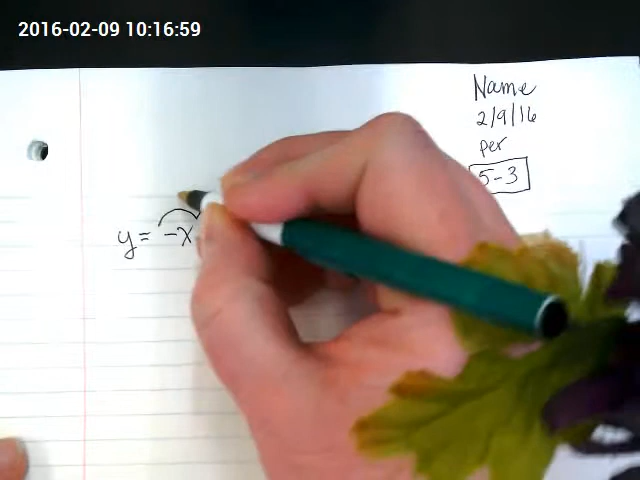 2016-02-09 10:16:59
Name
2/9/16
per
5-3
y = -x